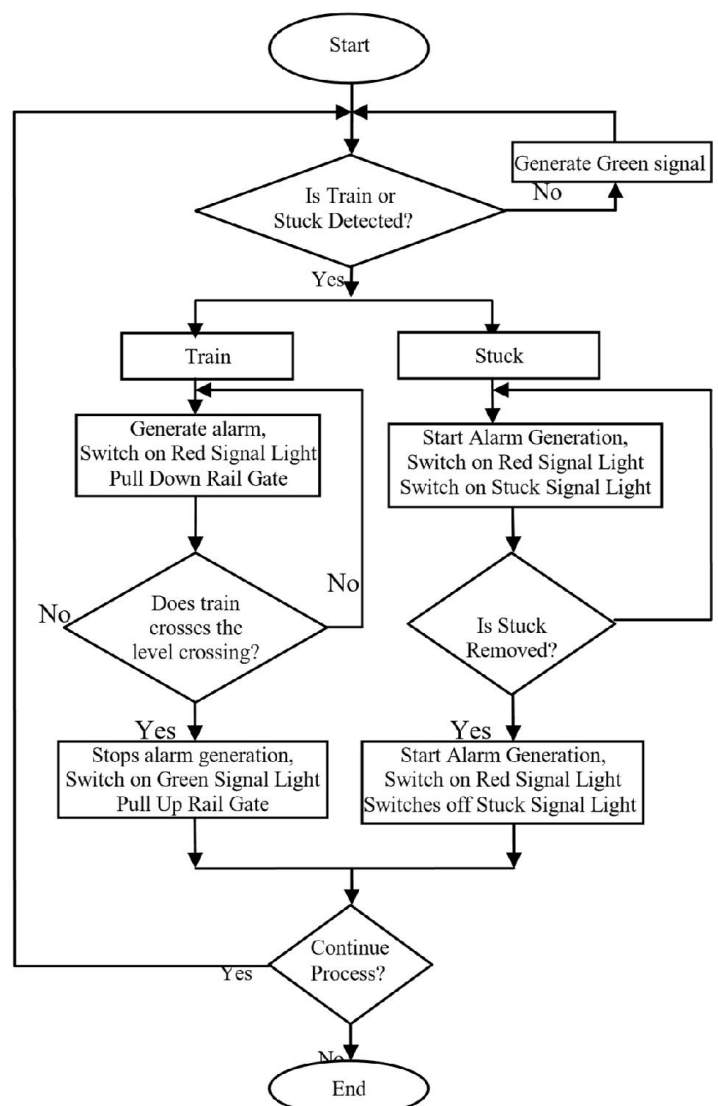 Start
Generate Green signal
No
Is Train or
Stuck Detected?
Yes
Train
Stuck
Generate alarm,
Switch on Red Signal Light
Pull Down Rail Gate
Start Alarm Generation,
Switch on Red Signal Light
Switch on Stuck Signal Light
No
No
Does train
crosses the
level crossing?
Is Stuck
Removed?
Yes
Yes
Stops alarm generation,
Switch on Green Signal Light
Pull Up Rail Gate
Start Alarm Generation,
Switch on Red Signal Light
Switches off Stuck Signal Light
Continue
Process?
Yes
No
End